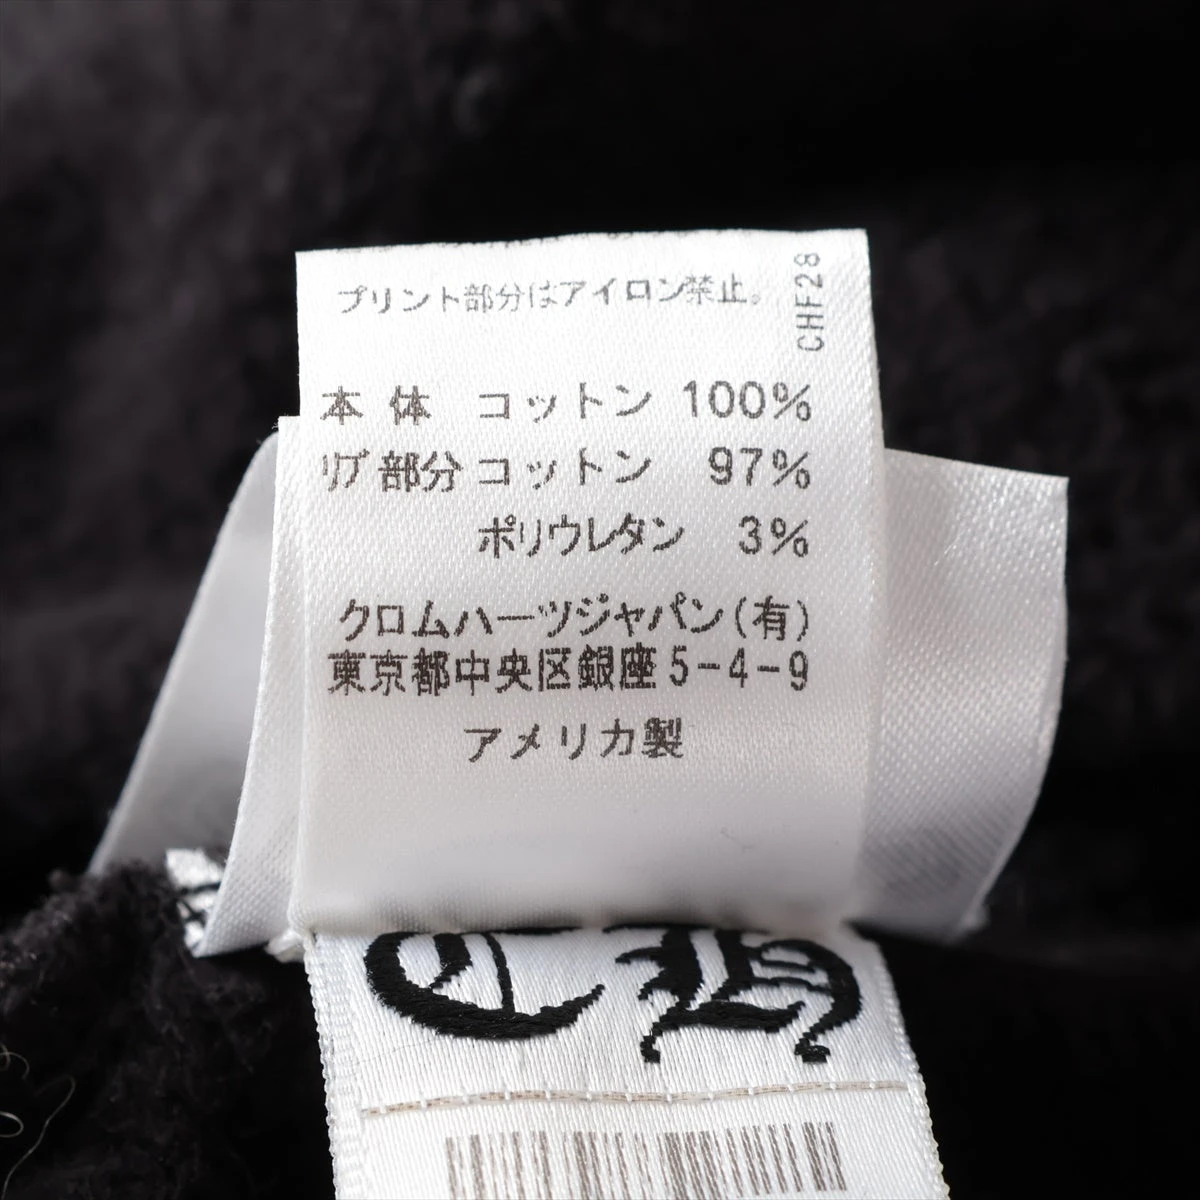 プリント部分はアイロン禁止。
CHF28
本体 コットン 100%
リブ部分 コットン 97%
ポリウレタン 3%
クロムハーツジャパン(有)
東京都中央区銀座5-4-9
アメリカ製
CH